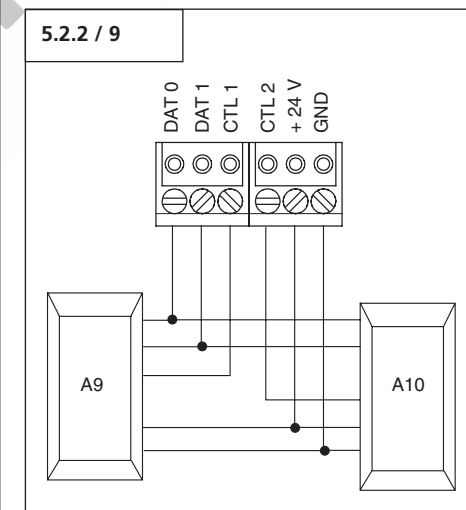 5.2.2 / 9
DAT 0
DAT 1
CTL 1
CTL 2
+ 24 V
GND
A9
A10